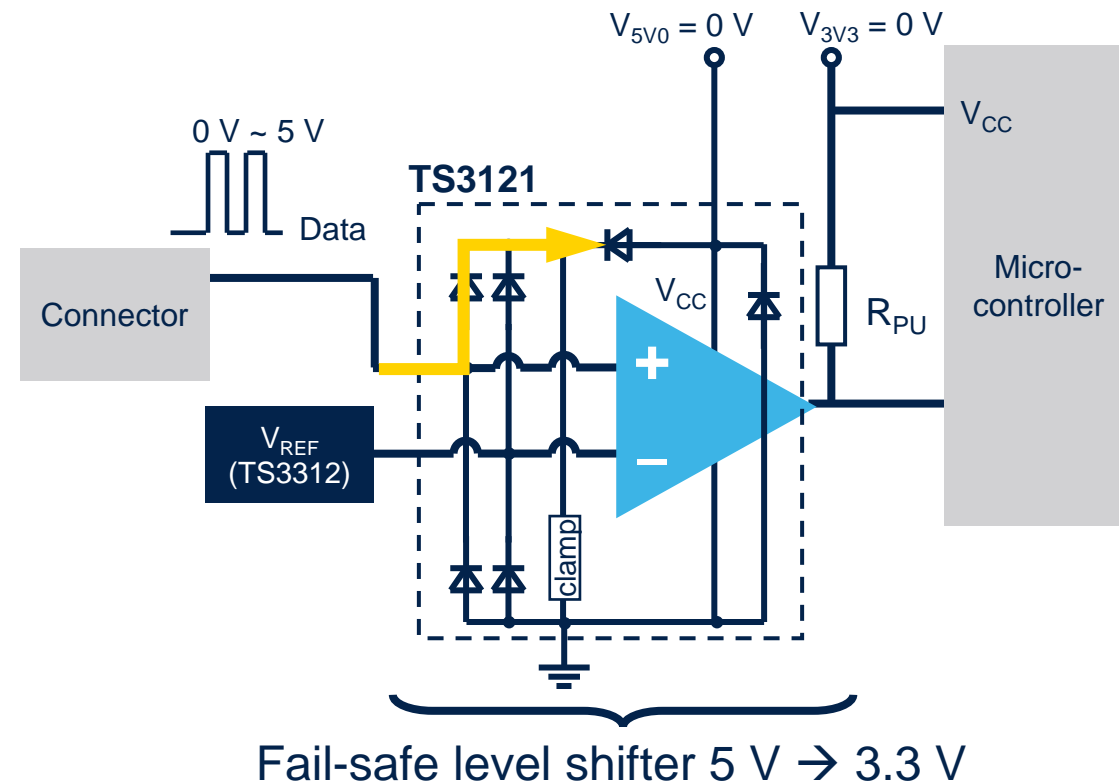 V5V0 = 0 V
V3V3 = 0 V
0 V ~ 5 V
Data
TS3121
VCC
Connector
VCC
Micro-
controller
RPU
+
VREF
(TS3312)
−
clamp
Fail-safe level shifter 5 V → 3.3 V